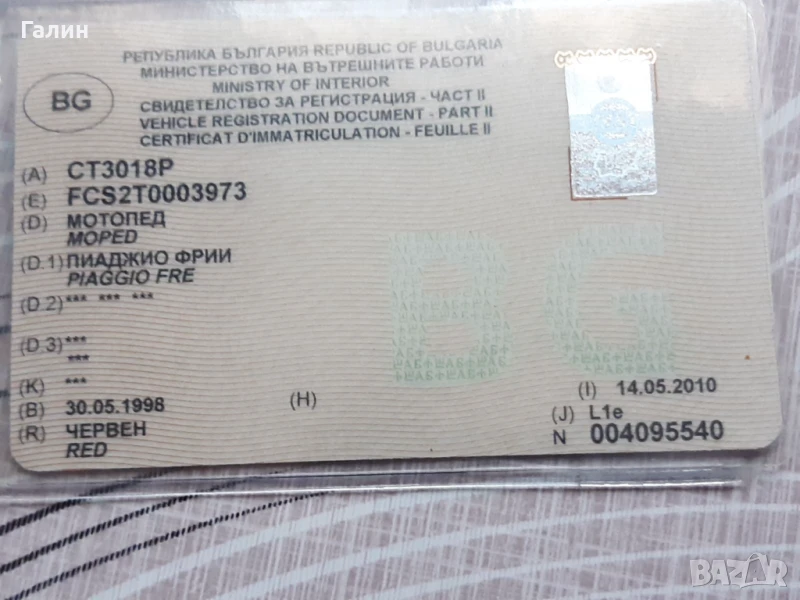 Галин
РЕПУБЛИКА БЪЛГАРИЯ REPUBLIC OF BULGARIA
МИНИСТЕРСТВО НА ВЪТРЕШНИТЕ РАБОТИ
MINISTRY OF INTERIOR
BG
СВИДЕТЕЛСТВО ЗА РЕГИСТРАЦИЯ - ЧАСТ II
VEHICLE REGISTRATION DOCUMENT - PART II
CERTIFICAT D'IMMATRICULATION - FEUILLE II
(A) CT3018P
(E) FCS2T0003973
(D) МОТОПЕД
MOPED
(D.1) ПИАДЖИО ФРИИ
PIAGGIO FRE
(D.2) *** *** ***
(D.3) ***
***
(K) ***
(I) 14.05.2010
(B) 30.05.1998 (H)
(J) L1e
(R) ЧЕРВЕН
N 004095540
RED
BG
BAZAR